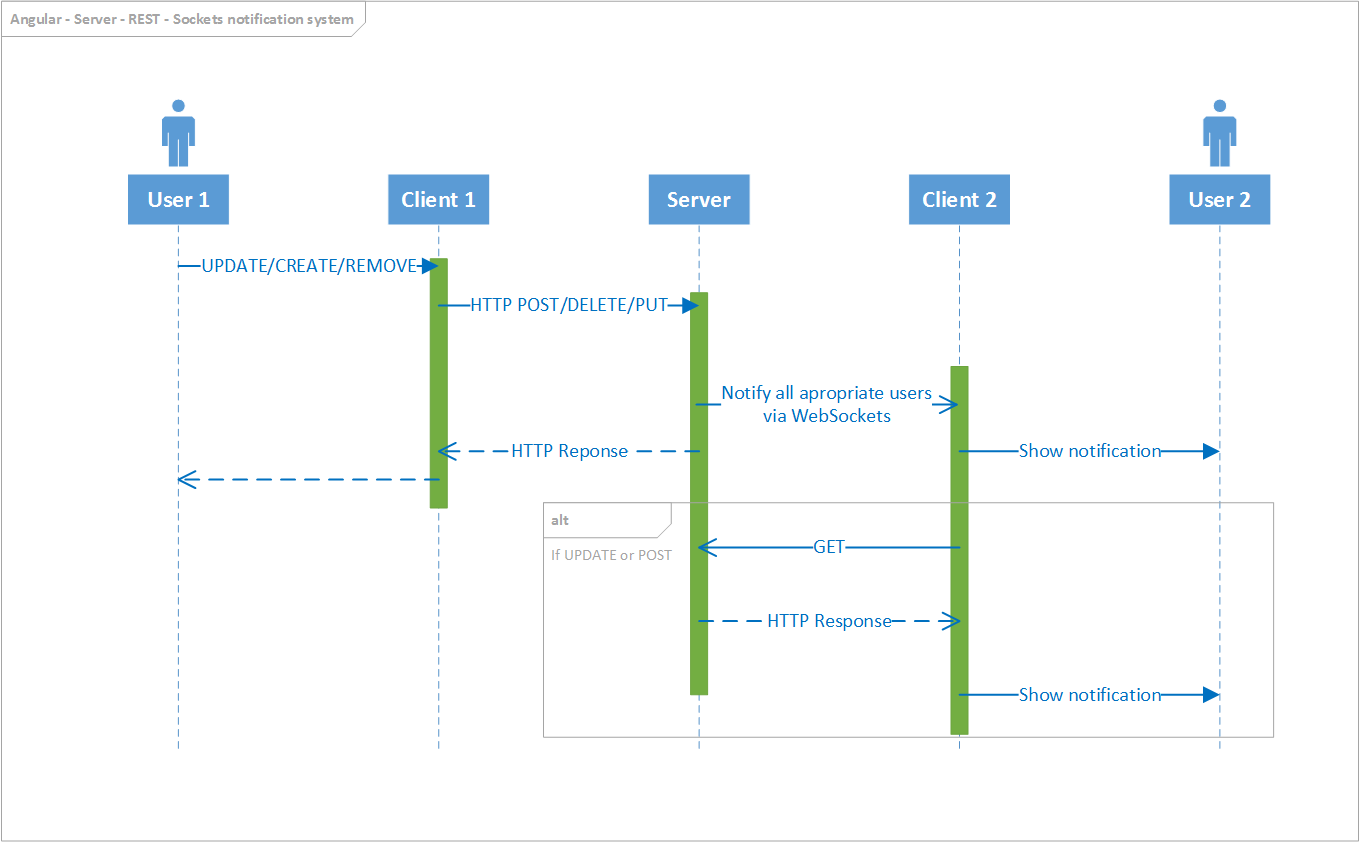 Angular - Server - REST - Sockets notification system
User 1
Client 1
Server
Client 2
User 2
UPDATE/CREATE/REMOVE
HTTP POST/DELETE/PUT
Notify all apropriate users
via WebSockets
HTTP Reponse
Show notification
alt
If UPDATE or POST
GET
HTTP Response
Show notification